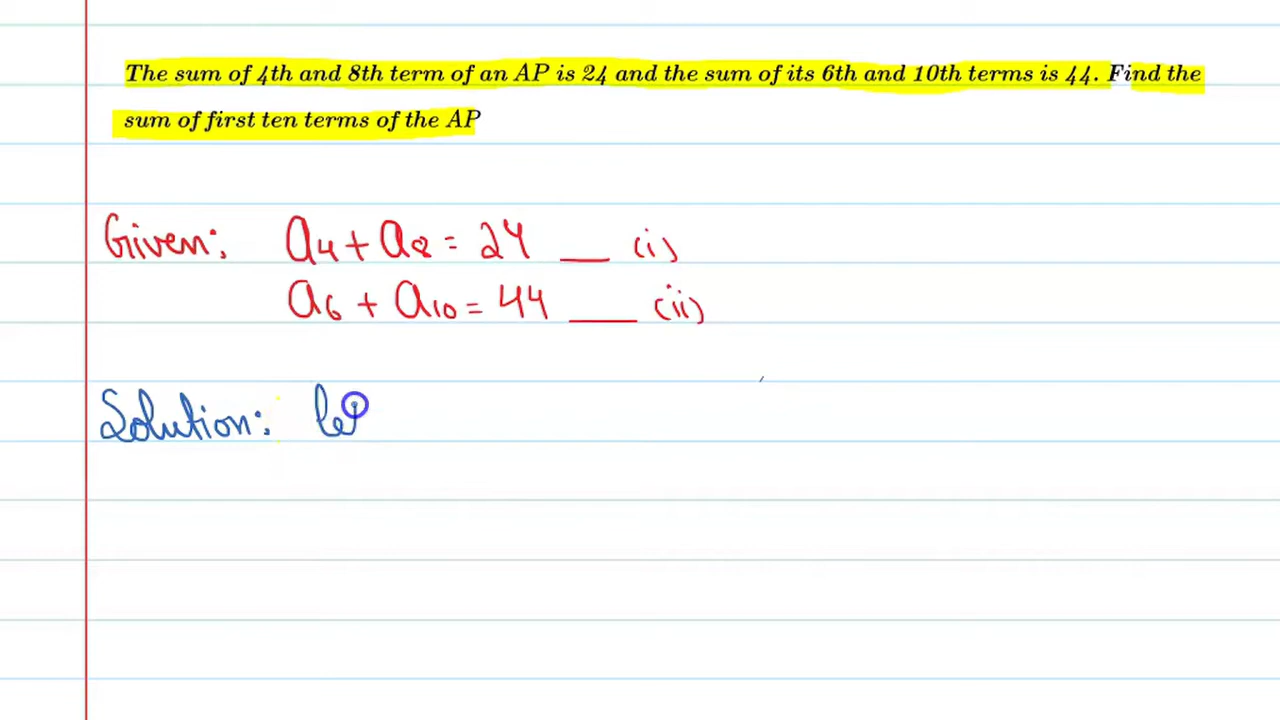 The sum of 4th and 8th term of an AP is 24 and the sum of its 6th and 10th terms is 44. Find the
sum of first ten terms of the AP
Given: a₄ + a₈ = 24 __ (i)
a₆ + a₁₀ = 44 ___ (ii)
Solution: let